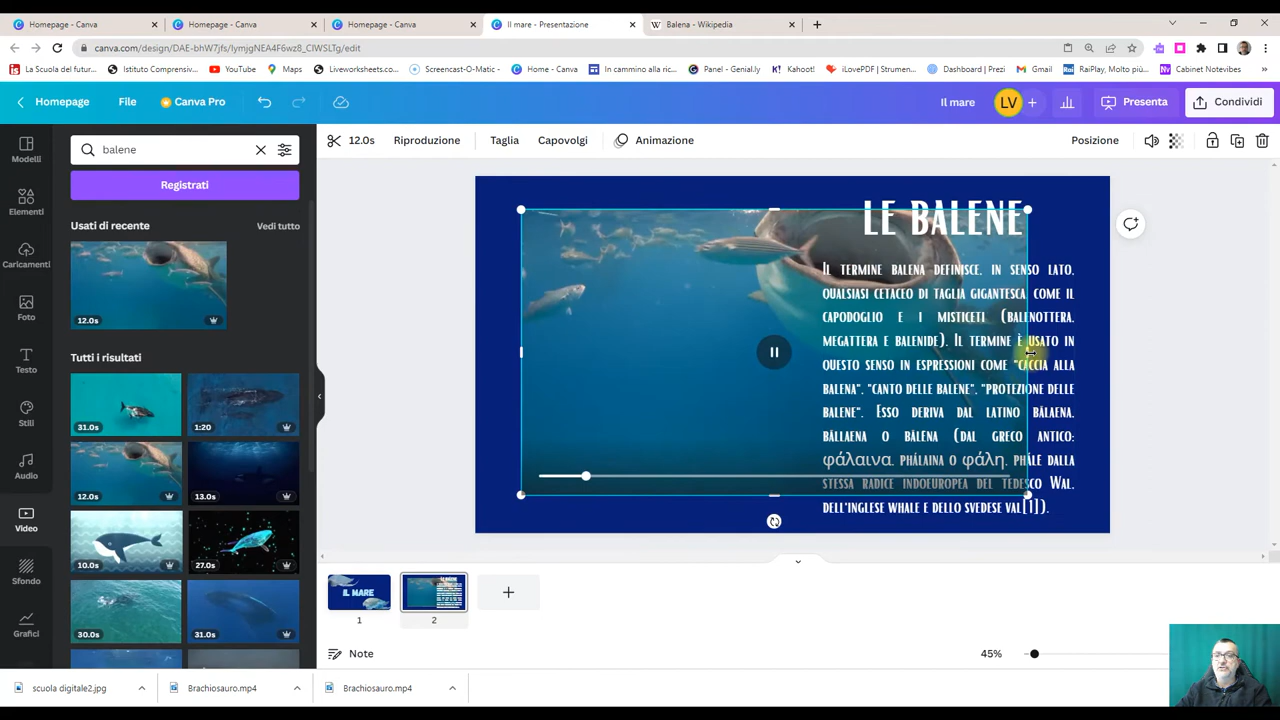 Homepage - Canva
Homepage - Canva
Homepage - Canva
Il mare - Presentazione
Balena - Wikipedia
canva.com/design/DAE-bhW7jfs/lymjgNEA4F6wz8_CIWSLTg/edit
La Scuola del futur...
Istituto Comprensiv...
YouTube
Maps
Liveworksheets.co...
Screencast-O-Matic -
Home - Canva
In cammino alla ric...
Panel - Genial.ly
Kahoot!
iLovePDF | Strumen...
Dashboard | Prezi
Gmail
RaiPlay, Molto più...
Cabinet Notevibes
Homepage
File
Canva Pro
Il mare
LV
Presenta
Condividi
12.0s
Riproduzione
Taglia
Capovolgi
Animazione
Posizione
Modelli
Elementi
Caricamenti
Foto
Testo
Stili
Audio
Video
Sfondo
Grafici
balene
Registrati
Usati di recente
Vedi tutto
12.0s
Tutti i risultati
31.0s
1:20
12.0s
13.0s
10.0s
27.0s
30.0s
31.0s
LE BALENE
Il termine balena definisce, in senso lato,
qualsiasi cetaceo di taglia gigantesca, come il
capodoglio e i misticeti (balenottera,
megattera e balenide). Il termine è usato in
questo senso in espressioni come "caccia alla
balena", "canto delle balene", "protezione delle
balene". Esso deriva dal latino bălaena,
ballaena o bālēna (dal greco antico:
φάλαινα, phálaina o φάλη, phále dalla
stessa radice indoeuropea del tedesco Wal,
dell'inglese whale e dello svedese val[1]).
IL MARE
1
LE BALENE
2
Note
45%
scuola digitale2.jpg
Brachiosauro.mp4
Brachiosauro.mp4